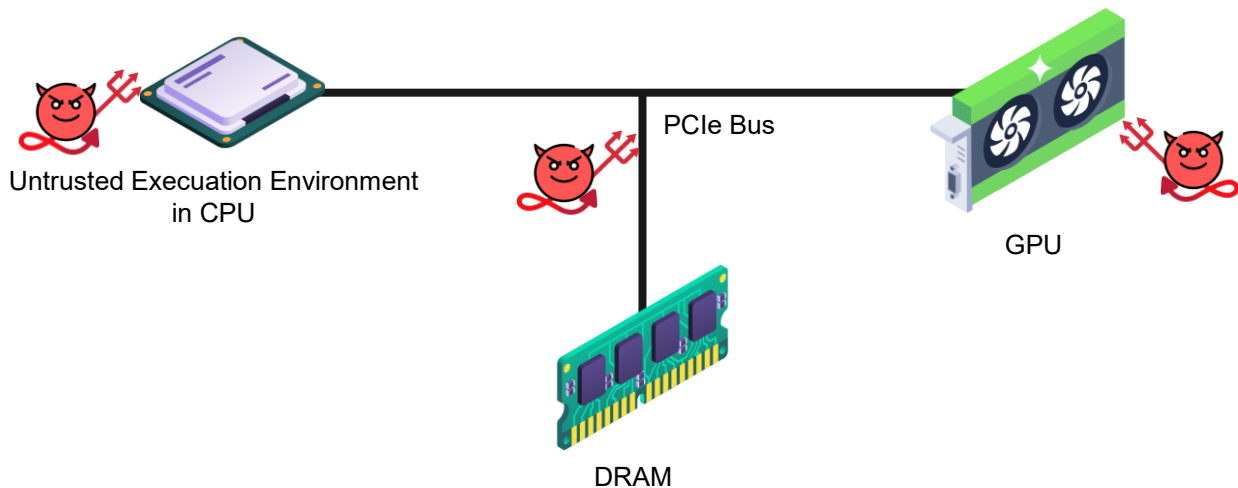 PCIe Bus
Untrusted Execuation Environment
in CPU
GPU
DRAM